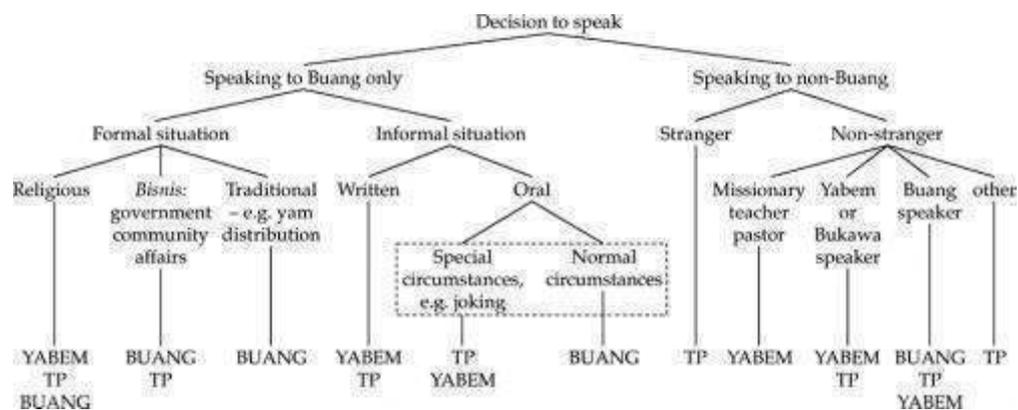 Decision to speak
Speaking to Buang only
Speaking to non-Buang
Formal situation
Informal situation
Stranger
Non-stranger
Religious
Bisnis:
government
community
affairs
Traditional
– e.g. yam
distribution
Written
Oral
Missionary
teacher
pastor
Yabem
or
Bukawa
speaker
Buang
speaker
other
Special
circumstances,
e.g. joking
Normal
circumstances
YABEM
TP
BUANG
BUANG
TP
BUANG
YABEM
TP
TP
YABEM
BUANG
TP
YABEM
YABEM
TP
BUANG
TP
YABEM
TP